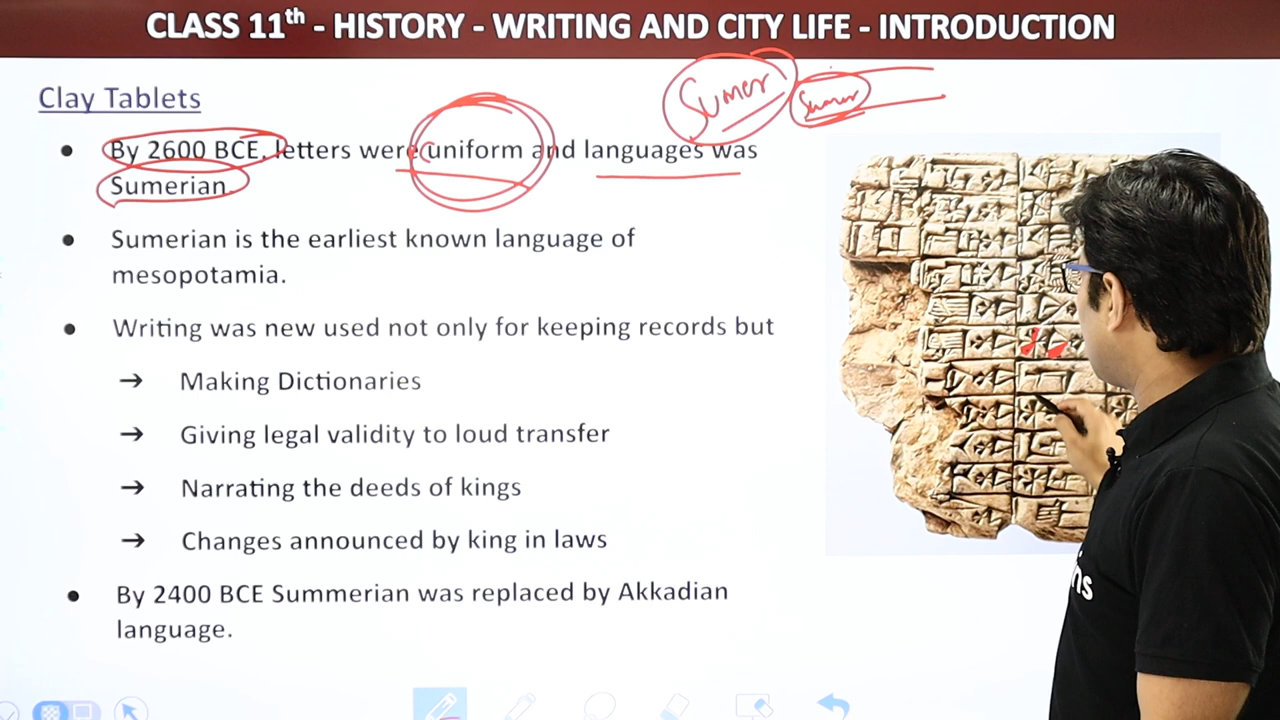 CLASS 11th - HISTORY - WRITING AND CITY LIFE - INTRODUCTION
Sumer
Sumer
Clay Tablets
● By 2600 BCE, letters were cuniform and languages was
Sumerian.
● Sumerian is the earliest known language of
mesopotamia.
● Writing was new used not only for keeping records but
→ Making Dictionaries
→ Giving legal validity to loud transfer
→ Narrating the deeds of kings
→ Changes announced by king in laws
● By 2400 BCE Summerian was replaced by Akkadian
language.